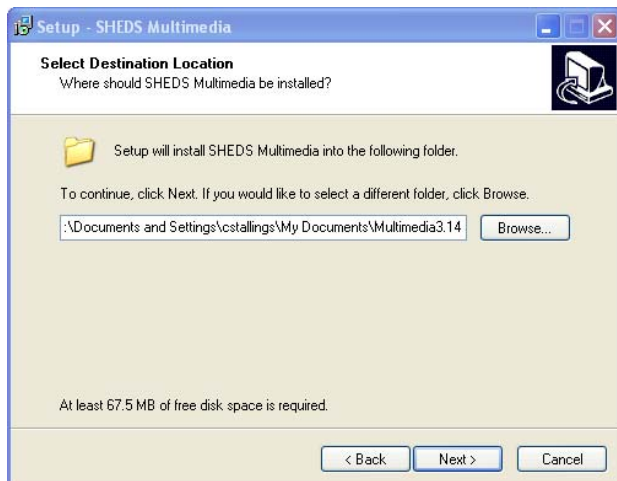 Setup - SHEDS Multimedia
Select Destination Location
Where should SHEDS Multimedia be installed?
Setup will install SHEDS Multimedia into the following folder.
To continue, click Next. If you would like to select a different folder, click Browse.
:\Documents and Settings\cstallings\My Documents\Multimedia3.14
Browse...
At least 67.5 MB of free disk space is required.
< Back
Next >
Cancel